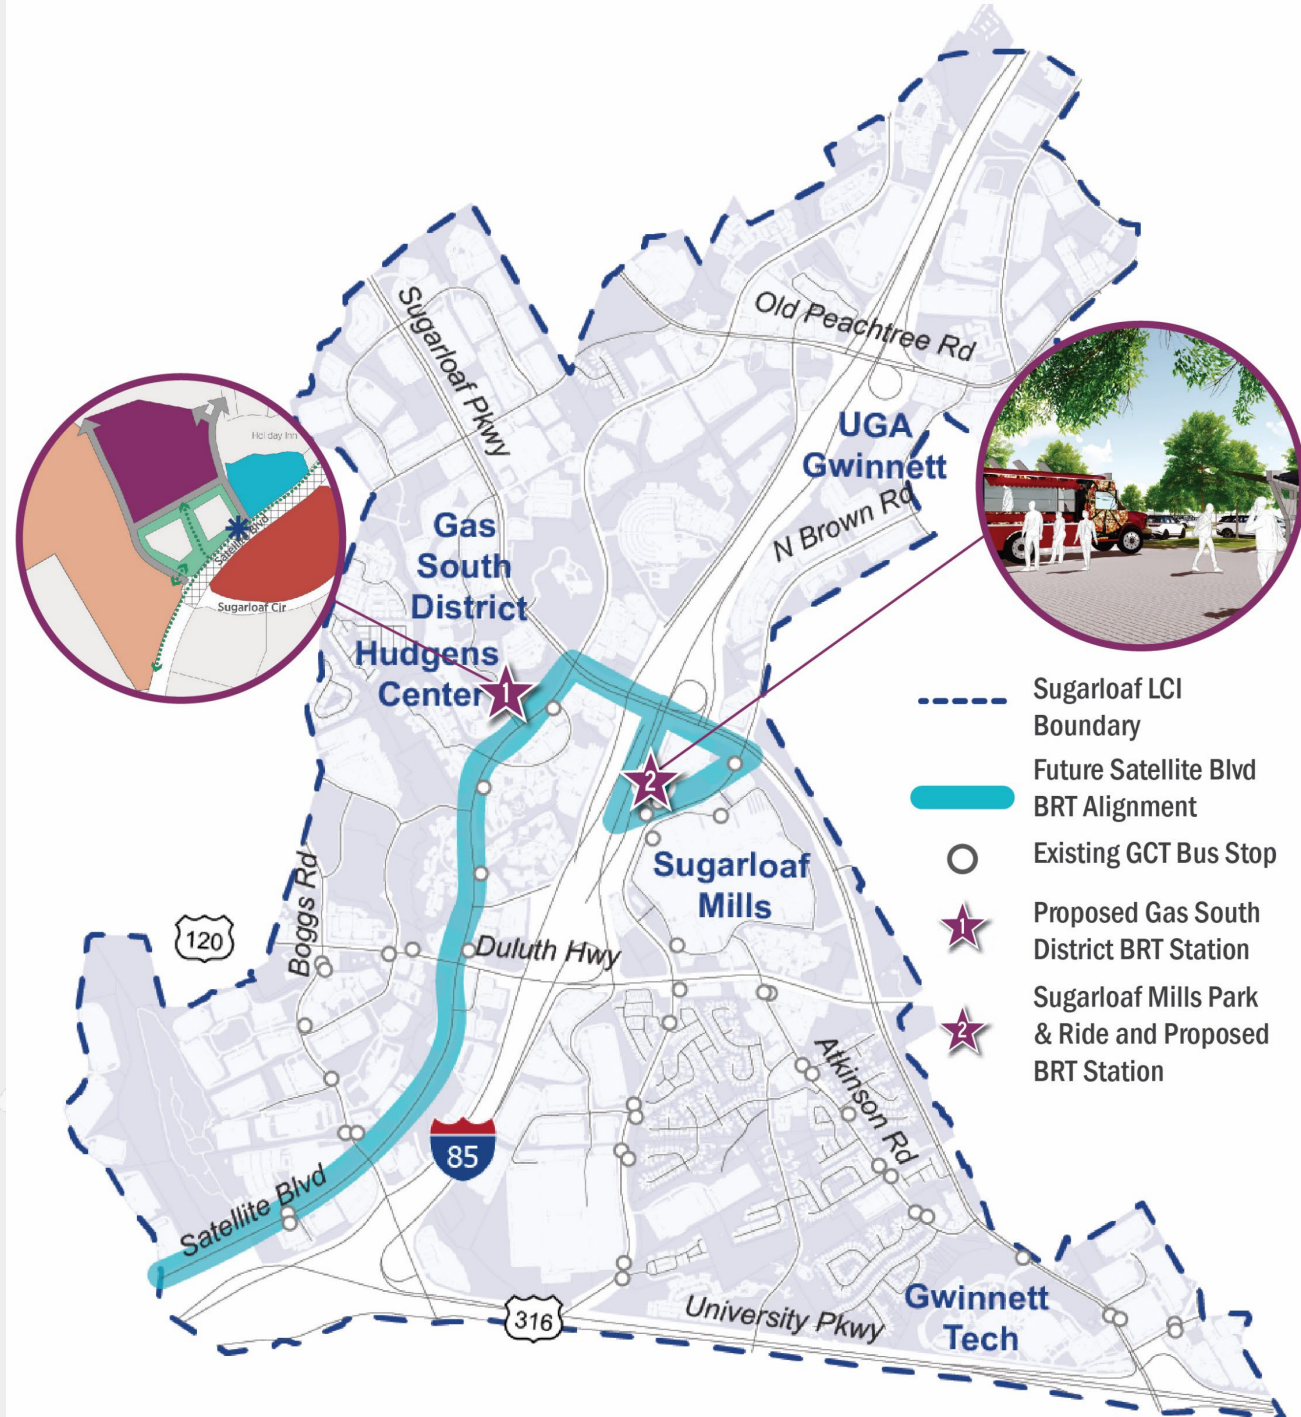 Sugarloaf Pkwy
Old Peachtree Rd
UGA
Gwinnett
N Brown Rd
Holiday Inn
Satellite Blvd
Sugarloaf Cir
Gas
South
District
Hudgens
Center
1
2
Sugarloaf
Mills
Boggs Rd
120
Duluth Hwy
Atkinson Rd
85
Satellite Blvd
316
University Pkwy
Gwinnett
Tech
Sugarloaf LCI
Boundary
Future Satellite Blvd
BRT Alignment
Existing GCT Bus Stop
1
Proposed Gas South
District BRT Station
2
Sugarloaf Mills Park
& Ride and Proposed
BRT Station